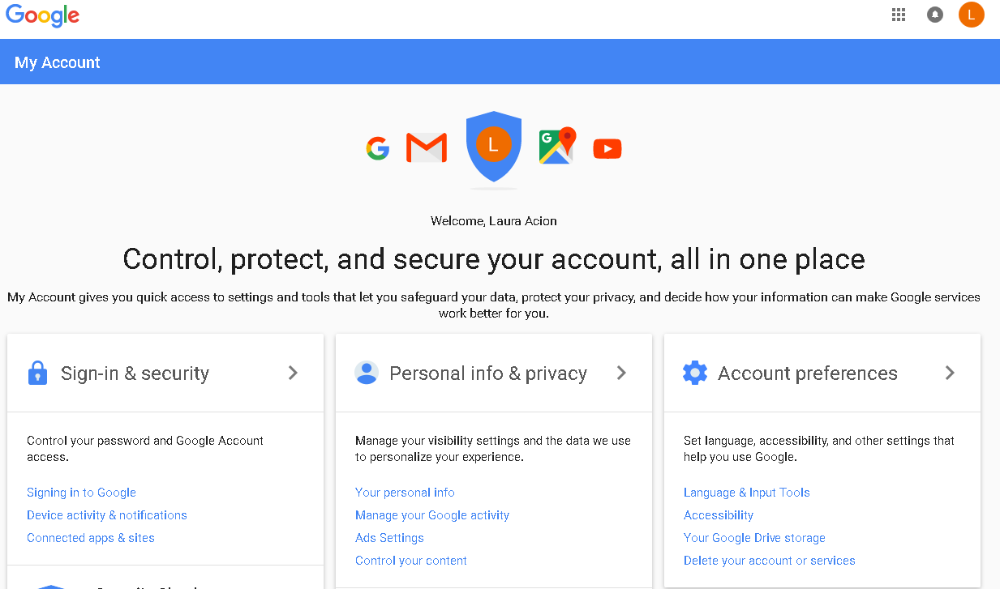 Google
L
My Account
G
L
G
Welcome, Laura Acion
Control, protect, and secure your account, all in one place
My Account gives you quick access to settings and tools that let you safeguard your data, protect your privacy, and decide how your information can make Google services
work better for you.
Sign-in & security
Control your password and Google Account
access.
Signing in to Google
Device activity & notifications
Connected apps & sites
Personal info & privacy
Manage your visibility settings and the data we use
to personalize your experience.
Your personal info
Manage your Google activity
Ads Settings
Control your content
Account preferences
Set language, accessibility, and other settings that
help you use Google.
Language & Input Tools
Accessibility
Your Google Drive storage
Delete your account or services